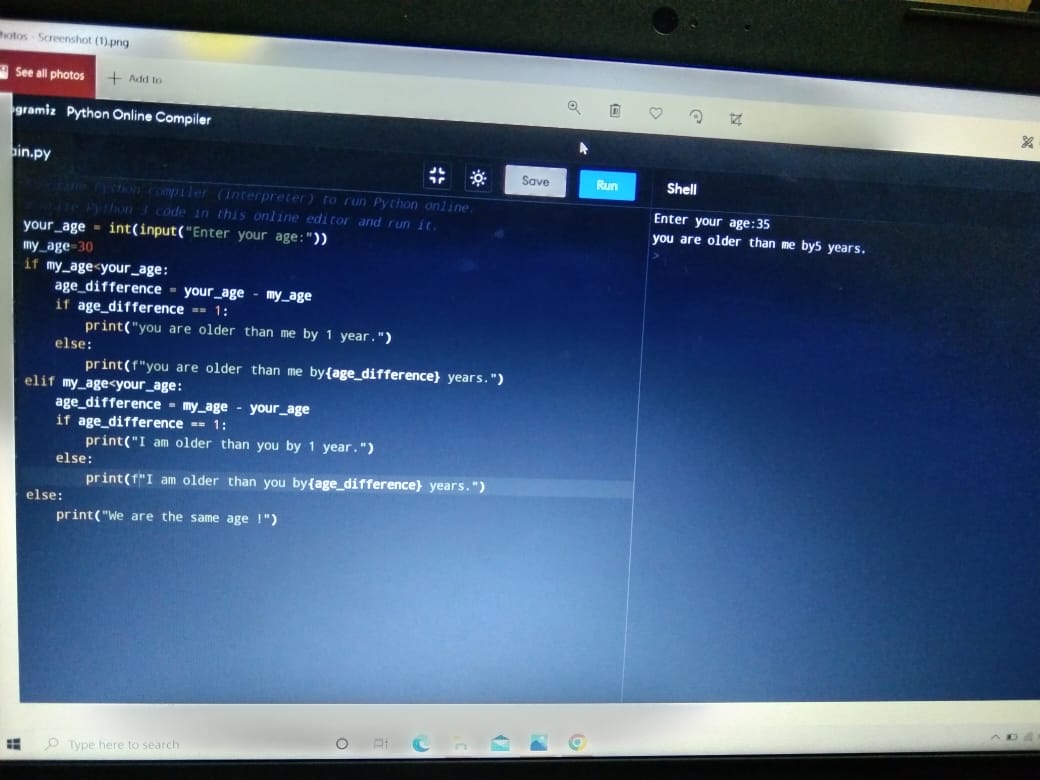 Photos - Screenshot (1).png
See all photos
Add to
Python Online Compiler
Save
Run
Shell
Python compiler (interpreter) to run Python online.
Python 3 code in this online editor and run it.
your_age = int(input("Enter your age:"))
my_age=30
if my_age<your_age:
    age_difference = your_age - my_age
    if age_difference == 1:
        print("you are older than me by 1 year.")
    else:
        print(f"you are older than me by{age_difference} years.")
elif my_age<your_age:
    age_difference = my_age - your_age
    if age_difference == 1:
        print("I am older than you by 1 year.")
    else:
        print(f"I am older than you by{age_difference} years.")
else:
    print("We are the same age !")
Enter your age:35
you are older than me by5 years.
>
Type here to search